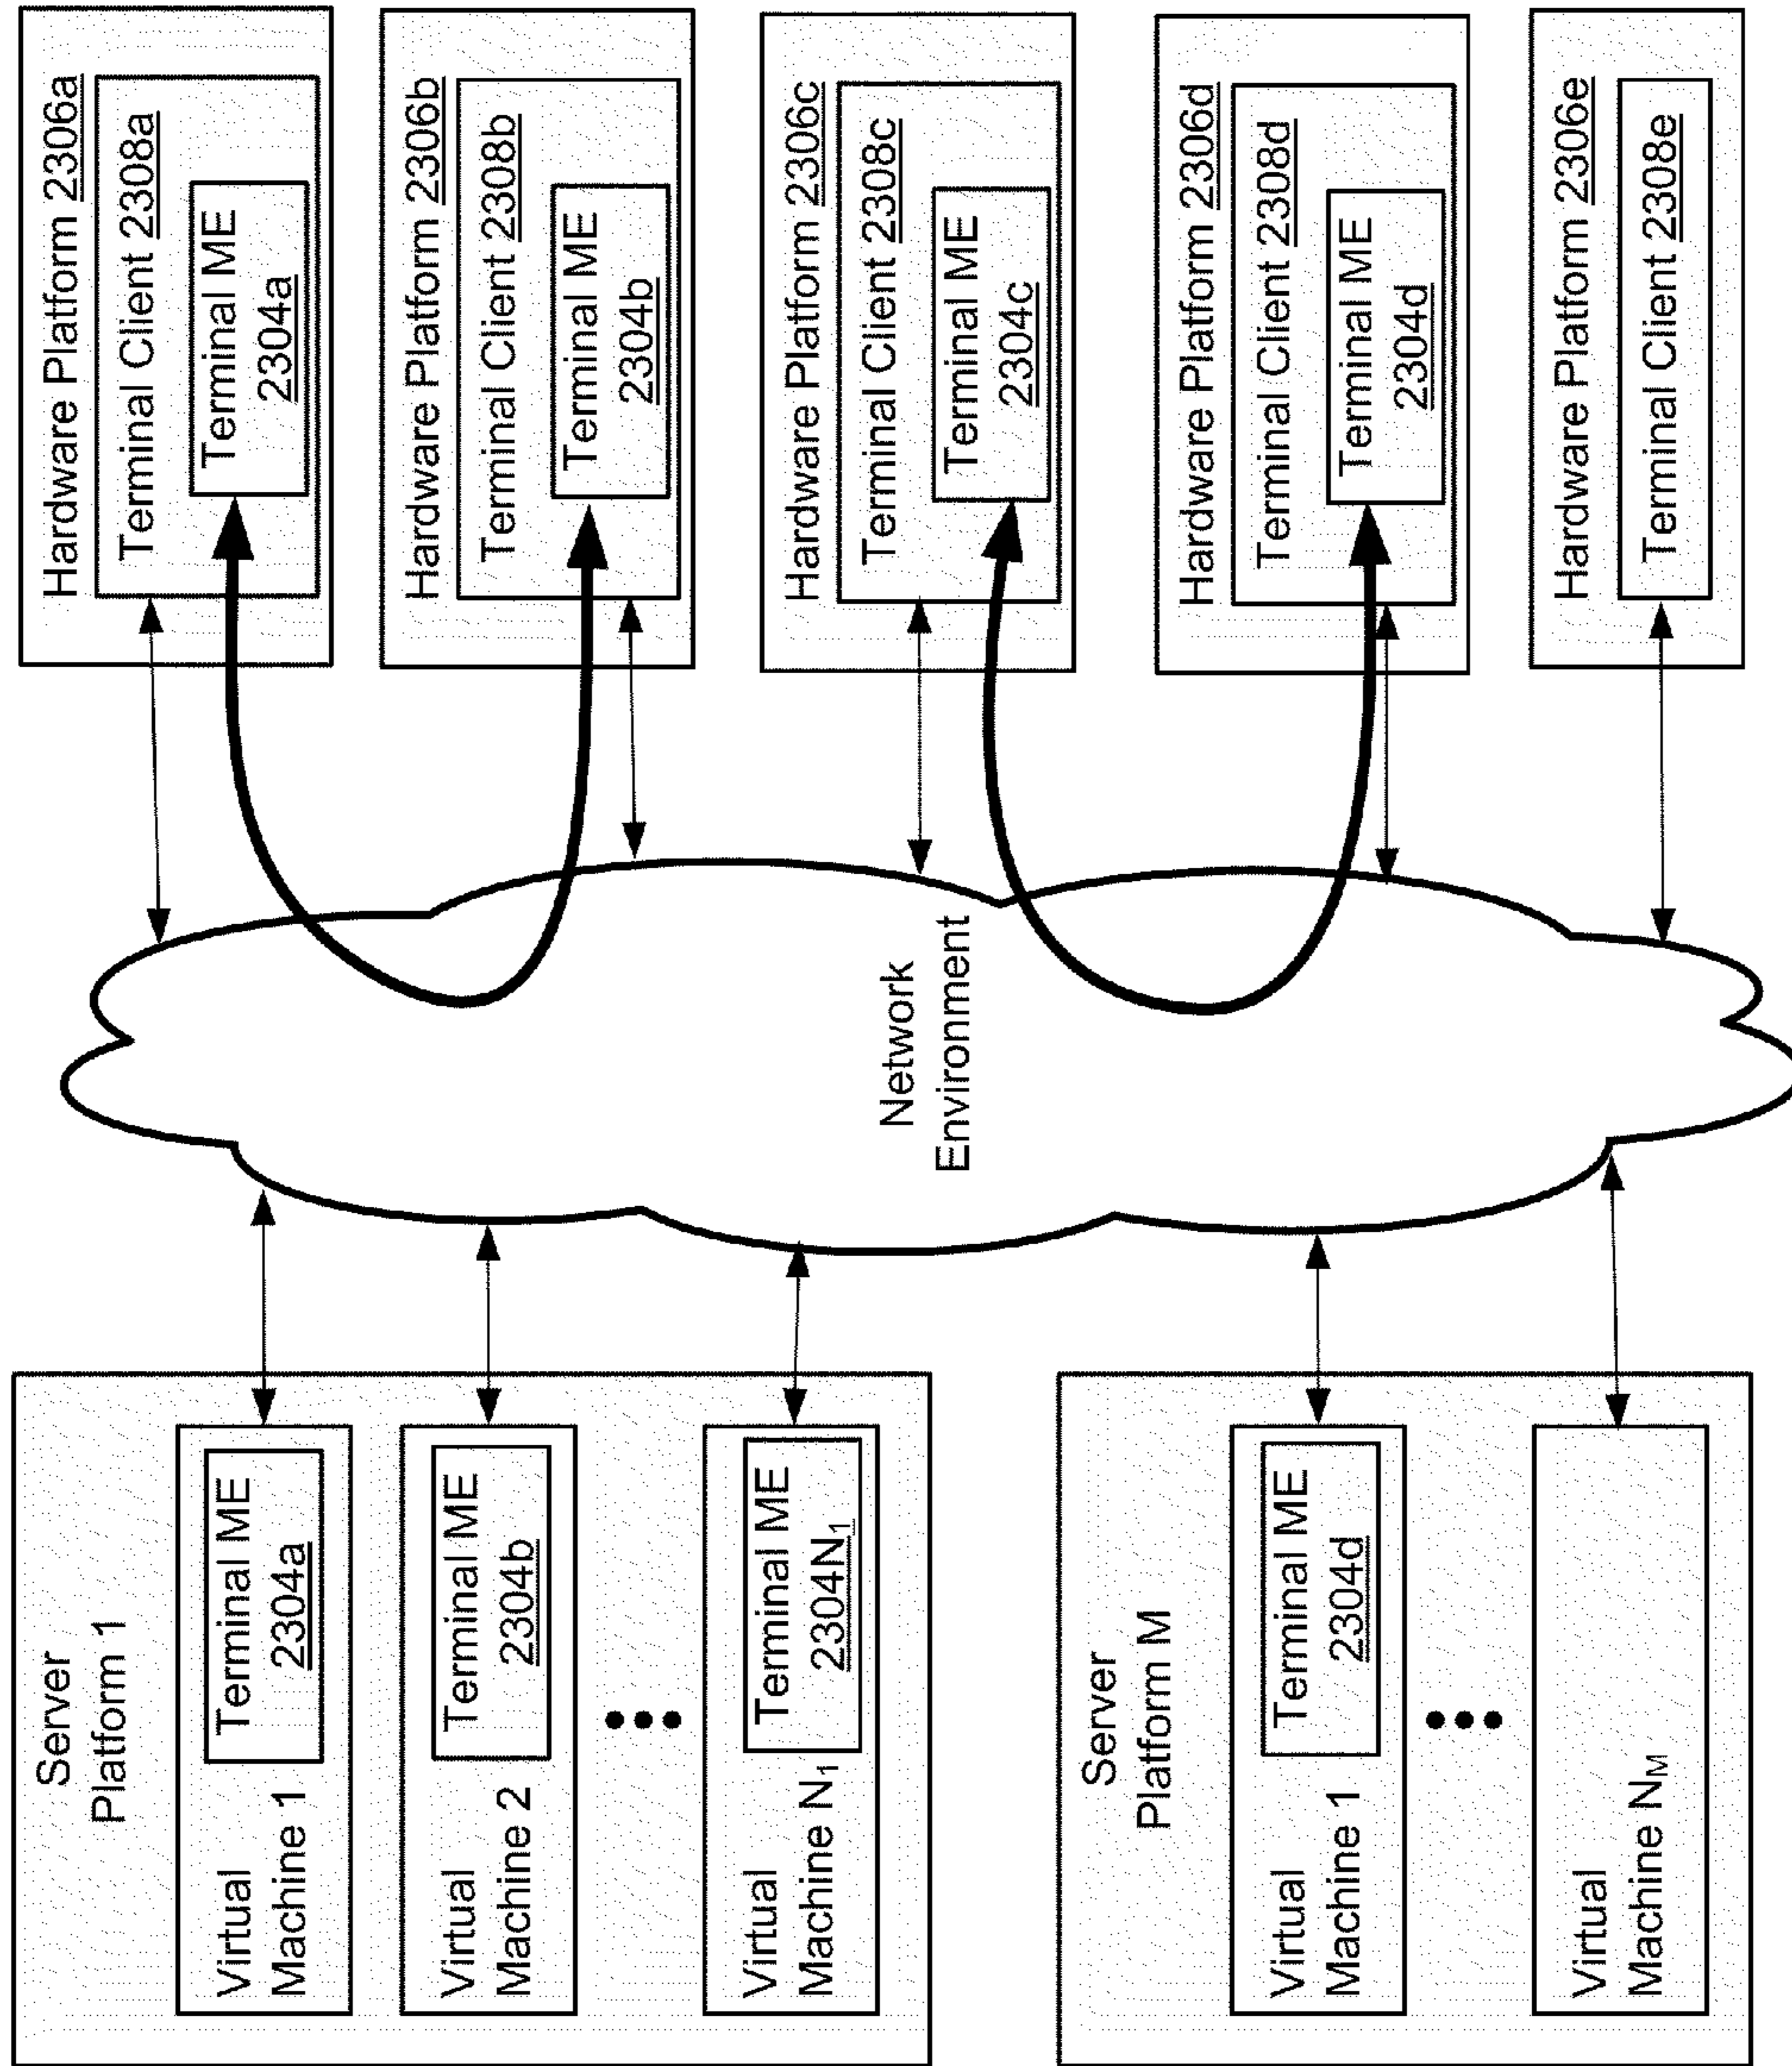 Server
Platform 1
Virtual
Machine 1
Terminal ME
2304a
Virtual
Machine 2
Terminal ME
2304b
Virtual
Machine N₁
Terminal ME
2304N₁
Server
Platform M
Virtual
Machine 1
Terminal ME
2304d
Virtual
Machine Nₘ
Network
Environment
Hardware Platform 2306a
Terminal Client 2308a
Terminal ME
2304a
Hardware Platform 2306b
Terminal Client 2308b
Terminal ME
2304b
Hardware Platform 2306c
Terminal Client 2308c
Terminal ME
2304c
Hardware Platform 2306d
Terminal Client 2308d
Terminal ME
2304d
Hardware Platform 2306e
Terminal Client 2308e